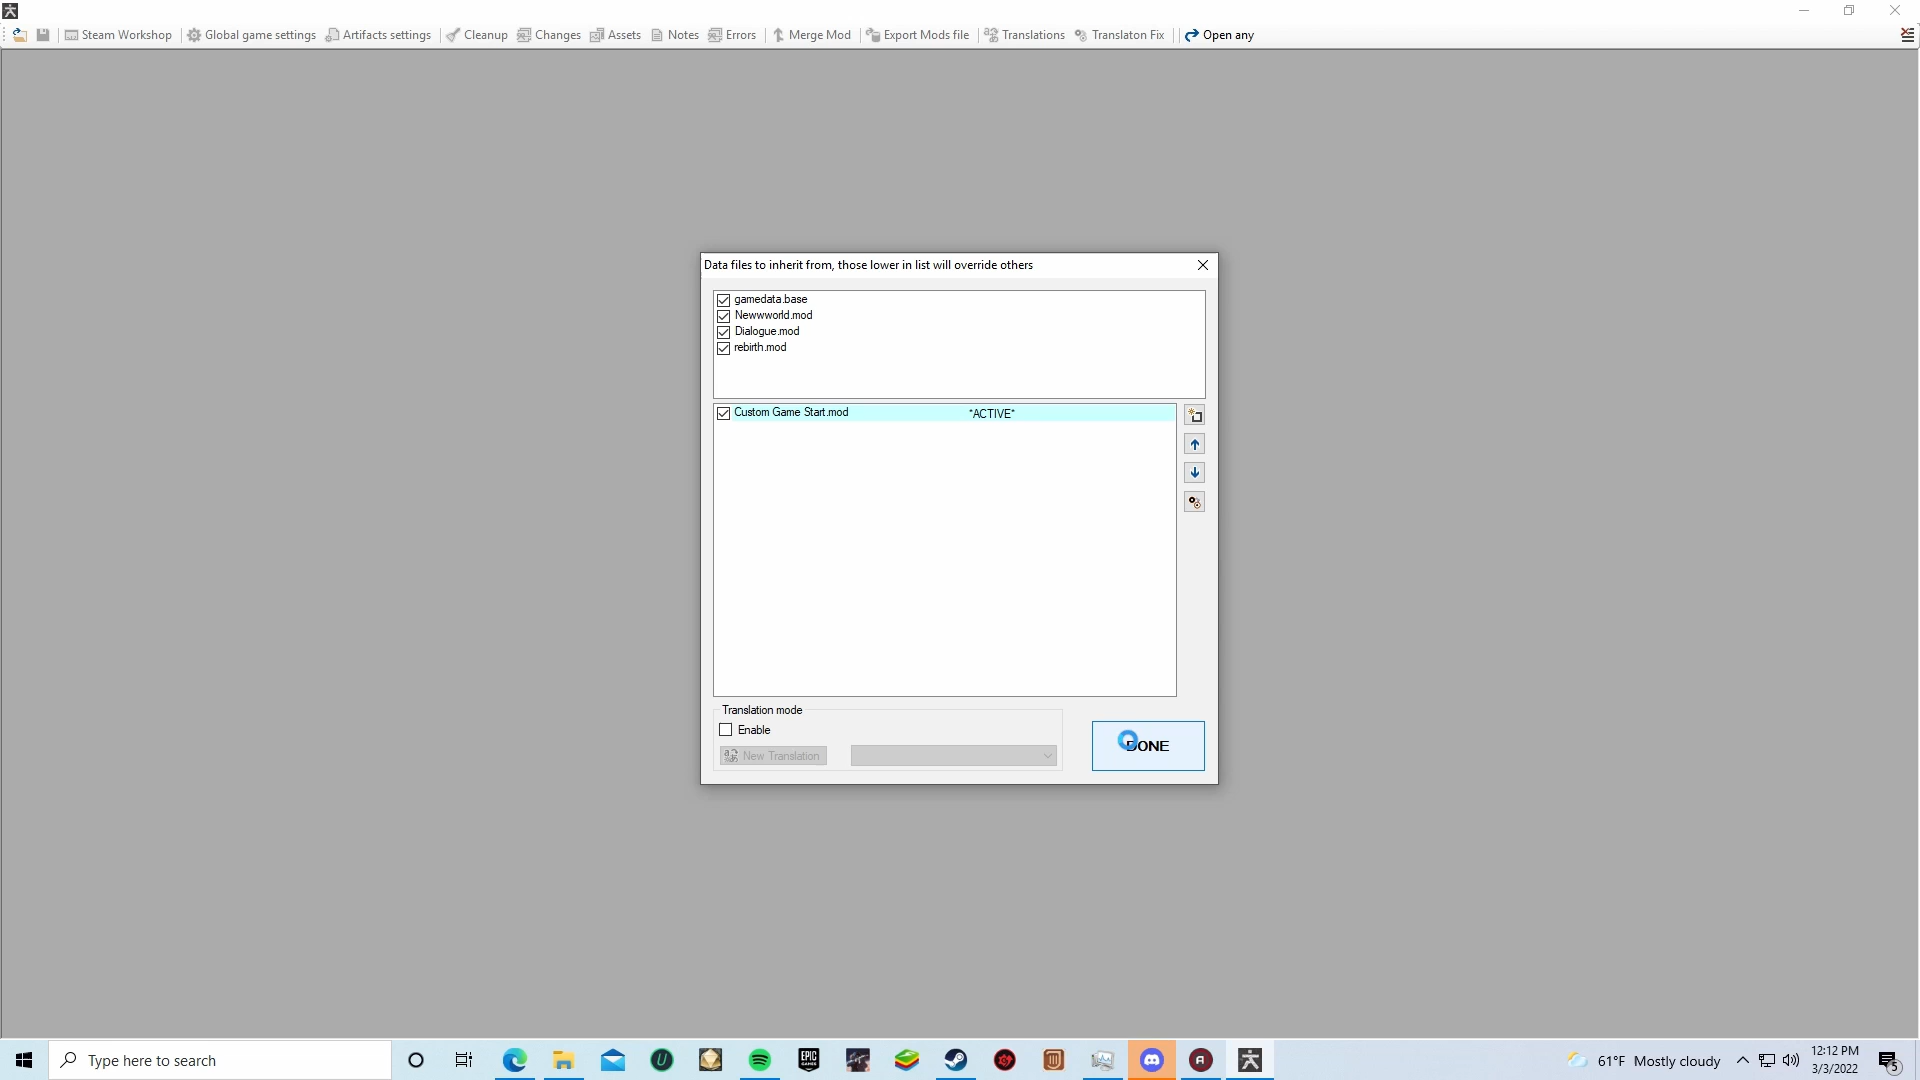 Steam Workshop Global game settings Artifacts settings Cleanup Changes Assets Notes Errors Merge Mod Export Mods file Translations Translaton Fix Open any
Data files to inherit from, those lower in list will override others
gamedata.base
Newwworld.mod
Dialogue.mod
rebirth.mod
Custom Game Start.mod *ACTIVE*
Translation mode
Enable
New Translation
DONE
Type here to search
EPIC
GAMES
61°F Mostly cloudy
12:12 PM
3/3/2022
5